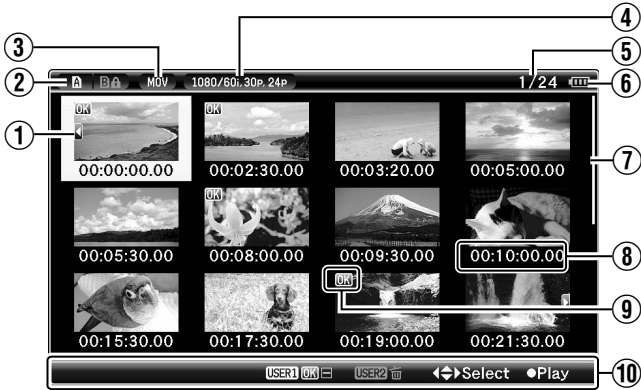 ④
③ ⑤
② A B MOV 1080/60i, 30P, 24P 1/24 ⑥
OK OK
①
⑦
00:00:00.00 00:02:30.00 00:03:20.00 00:05:00.00
OK
00:05:30.00 00:08:00.00 00:09:30.00 00:10:00.00 ⑧
OK ⑨
00:15:30.00 00:17:30.00 00:19:00.00 00:21:30.00
USER1 OK USER2 Select ●Play ⑩